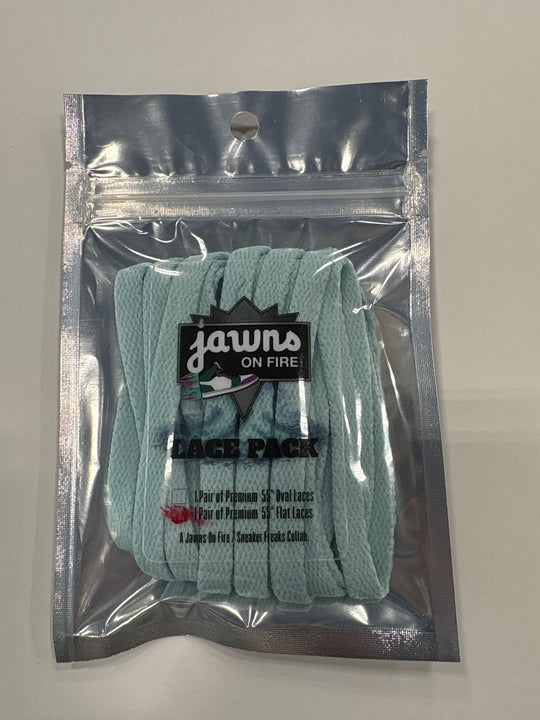 jawns
ON FIRE
LACE PACK
1 Pair of Premium 55" Oval Laces
1 Pair of Premium 55" Flat Laces
A Jawns On Fire / Sneaker Freaks Collab.